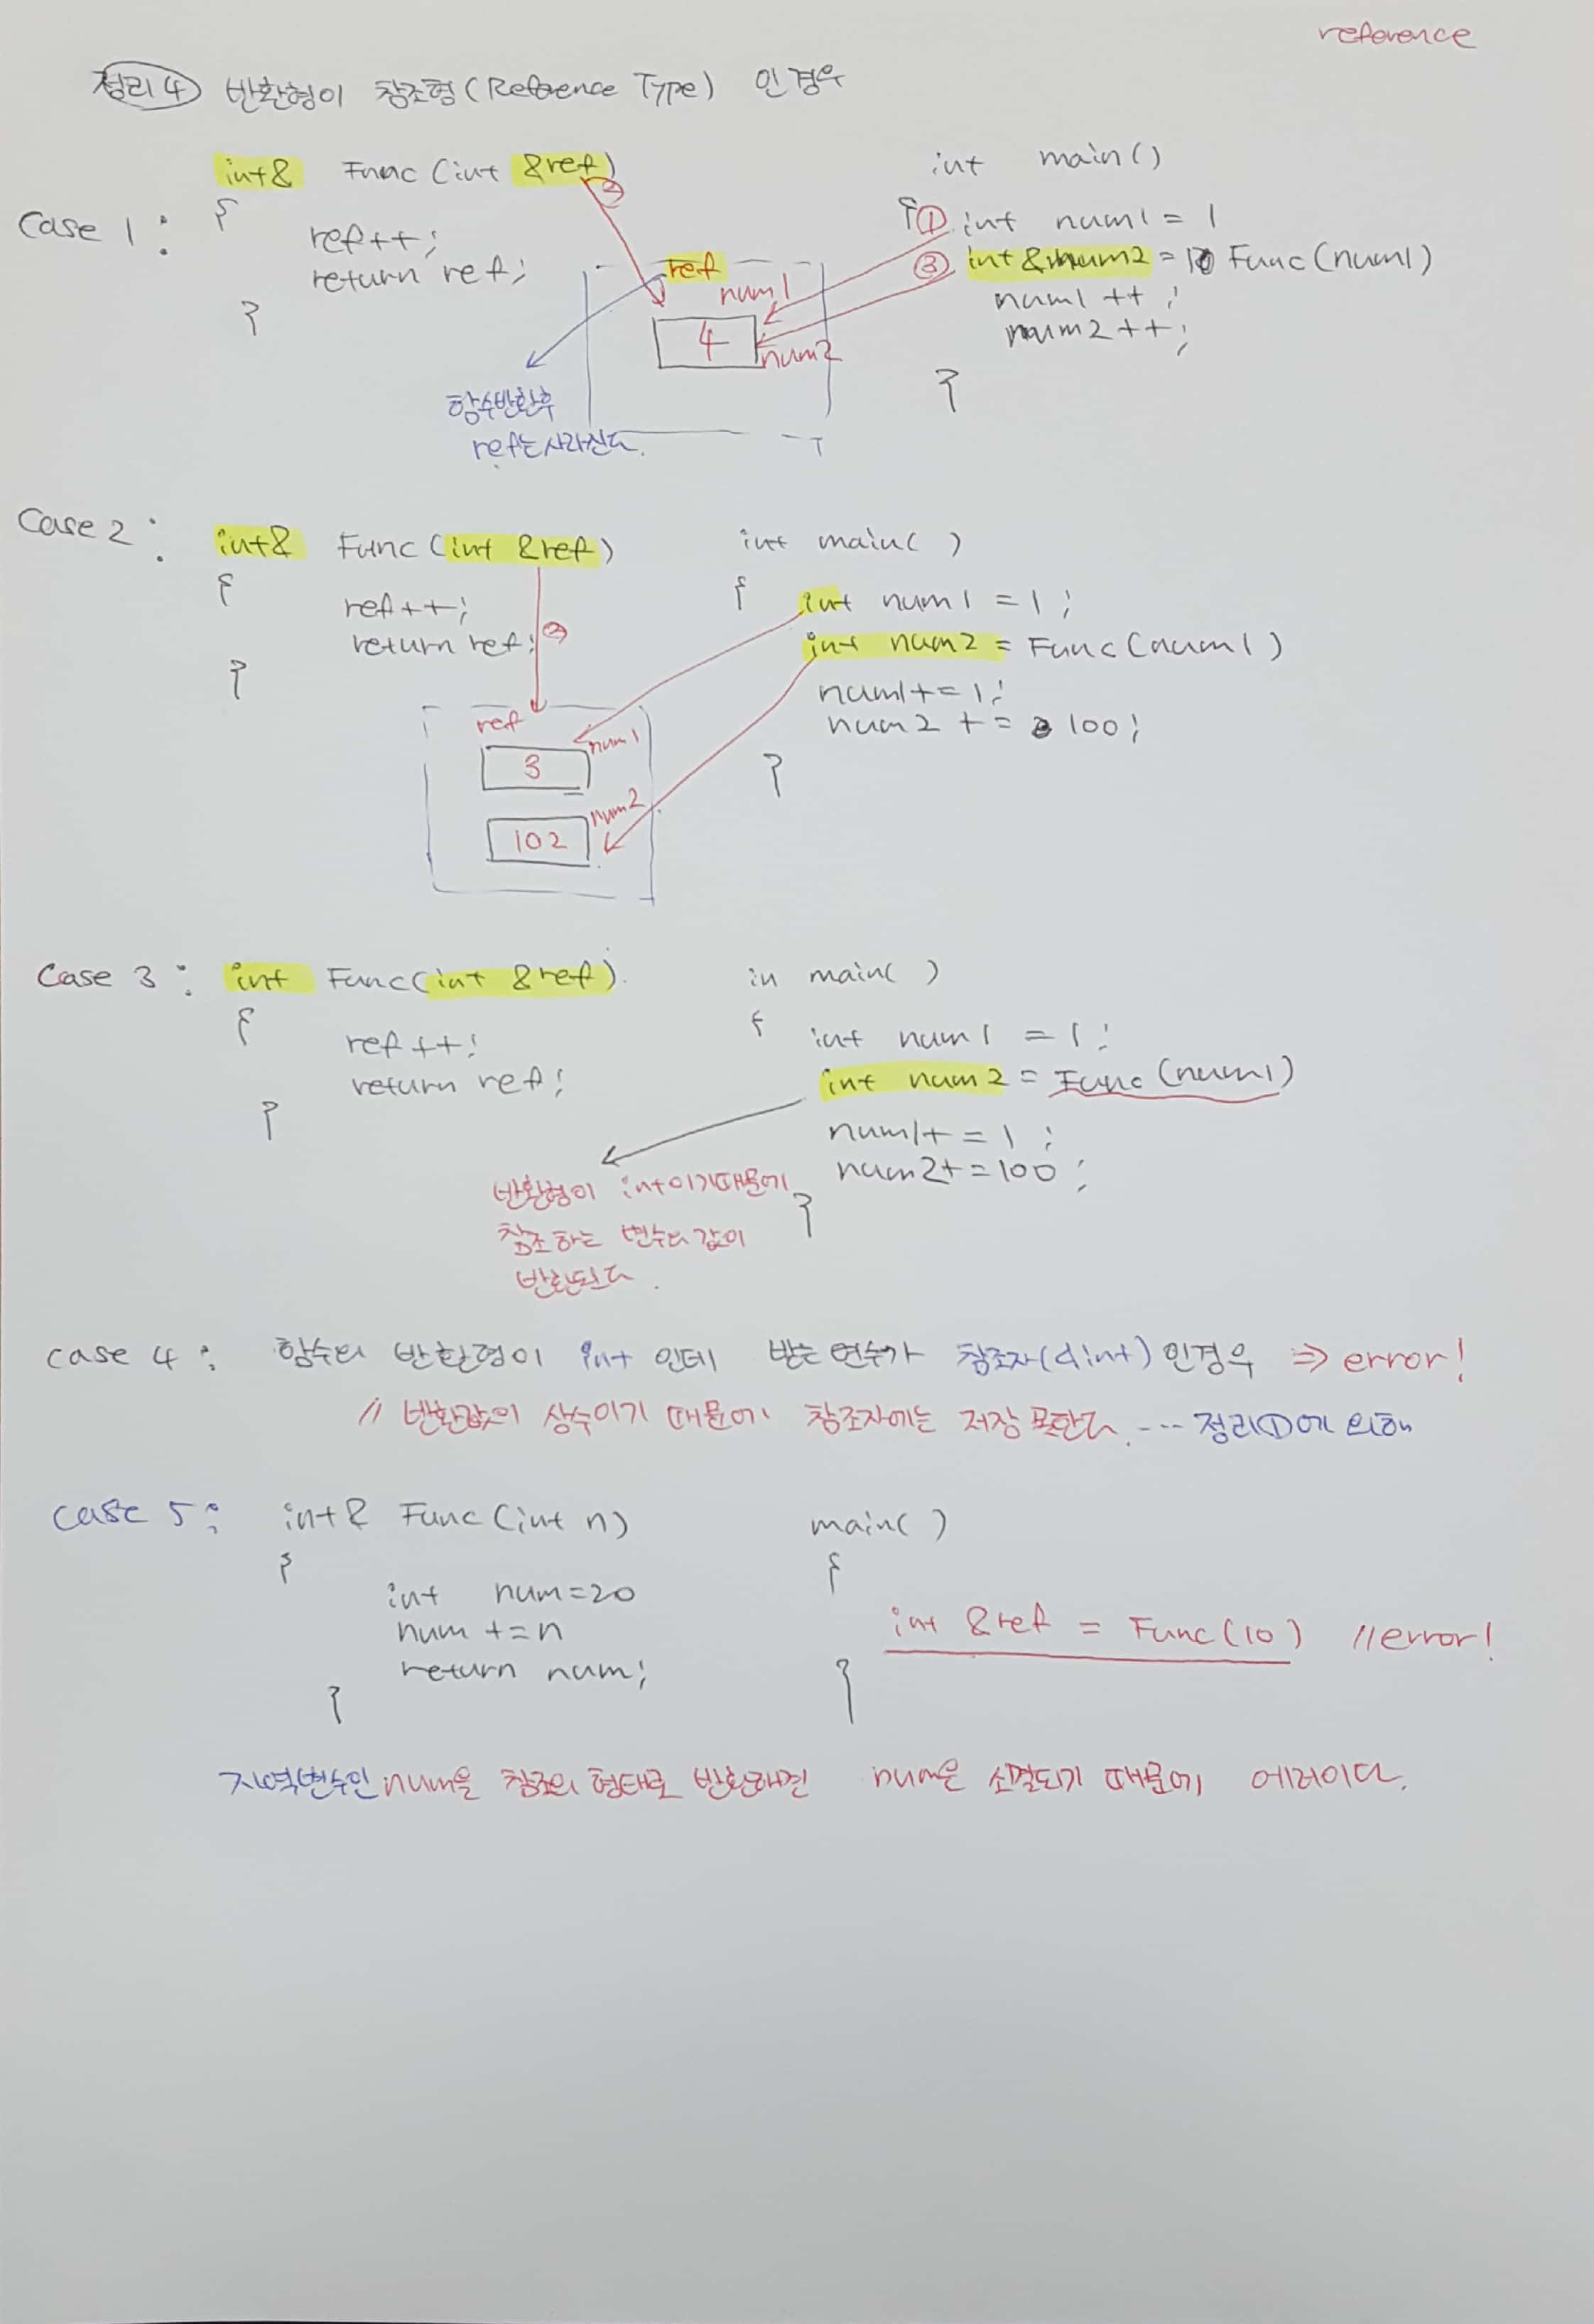 reference
정리4 반환형이 참조형(Reference Type) 인경우
Case 1 :
int& Func (int &ref)
{
ref++;
return ref;
}
int main()
{ ① int num1 = 1
③ int &num2 = Func(num1)
num1 ++ ;
num2 ++;
}
②
ref
num1
4
num2
함수반환후
ref는 사라진다.
Case 2 :
int& Func (int &ref)
{
ref++;
return ref;
}
②
int main( )
{ int num1 = 1 ;
int num2 = Func(num1)
num1+=1;
num2 += 100;
}
ref
num1
3
num2
102
Case 3 : int Func(int &ref).
{
ref ++;
return ref;
}
in main( )
{ int num1 = 1;
int num2 = Func(num1)
num1+=1 ;
num2+=100 ;
}
반환형이 int이기때문에
참조하는 변수의 값이
반환된다.
case 4 : 함수의 반환형이 int 인데 받는 변수가 참조자(&int) 인경우 ⇒ error!
// 반환값의 상수이기 때문에 참조자에는 저장 못한다. --- 정리①에 의해
case 5 : int& Func (int n)
{
int num=20
num +=n
return num;
}
main( )
{
int &ref = Func(10) //error!
}
지역변수인 num을 참조의 형태로 반환하면 num은 소멸되기 때문에 에러이다.